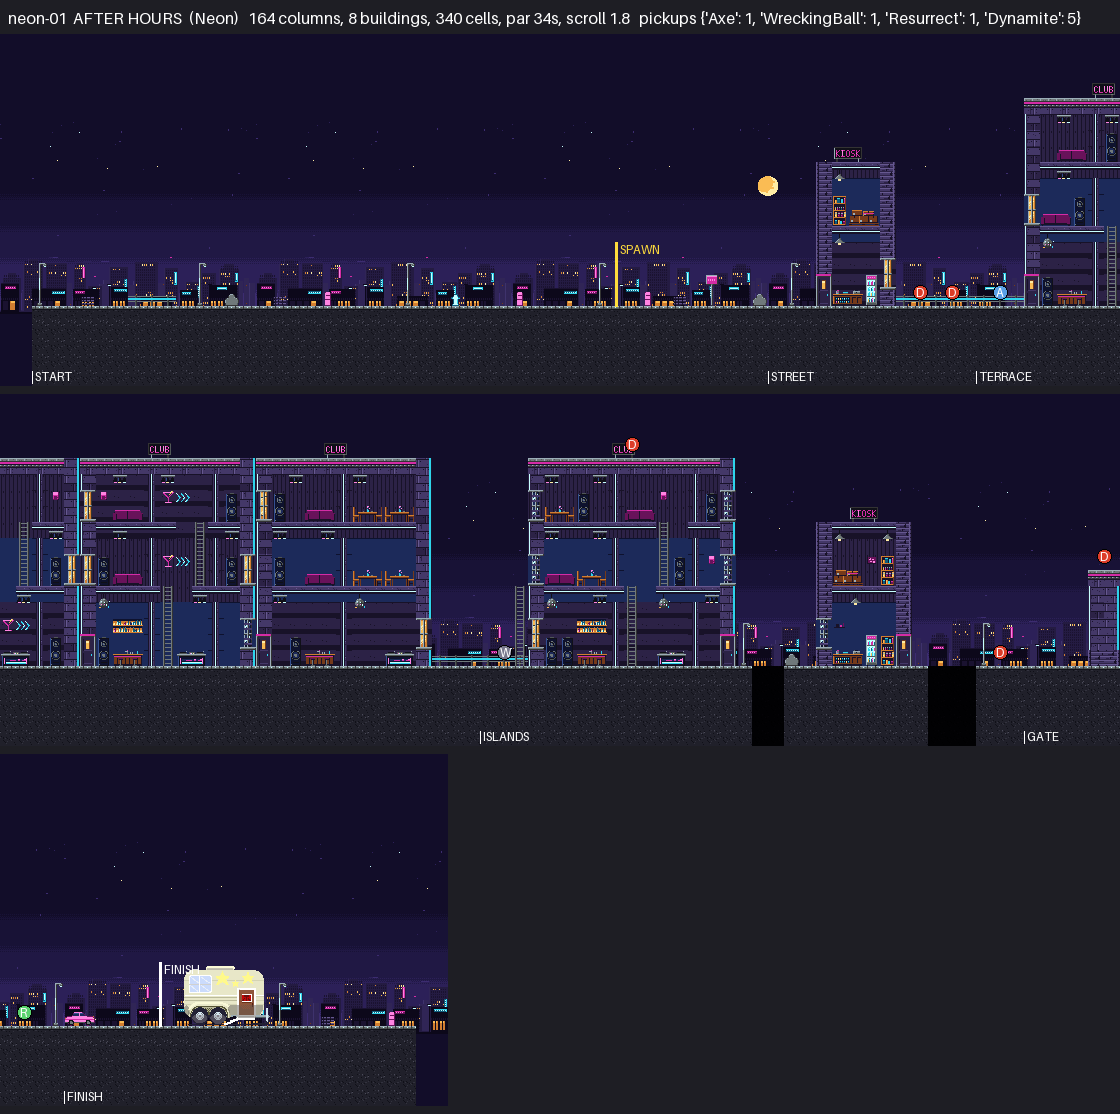 neon-01 AFTER HOURS (Neon) 164 columns, 8 buildings, 340 cells, par 34s, scroll 1.8 pickups {'Axe': 1, 'WreckingBall': 1, 'Resurrect': 1, 'Dynamite': 5}
CLUB
KIOSK
SPAWN
D D A
START
STREET
TERRACE
CLUB
CLUB
CLUB
D
KIOSK
D
W
D
ISLANDS
GATE
FINISH
R
FINISH